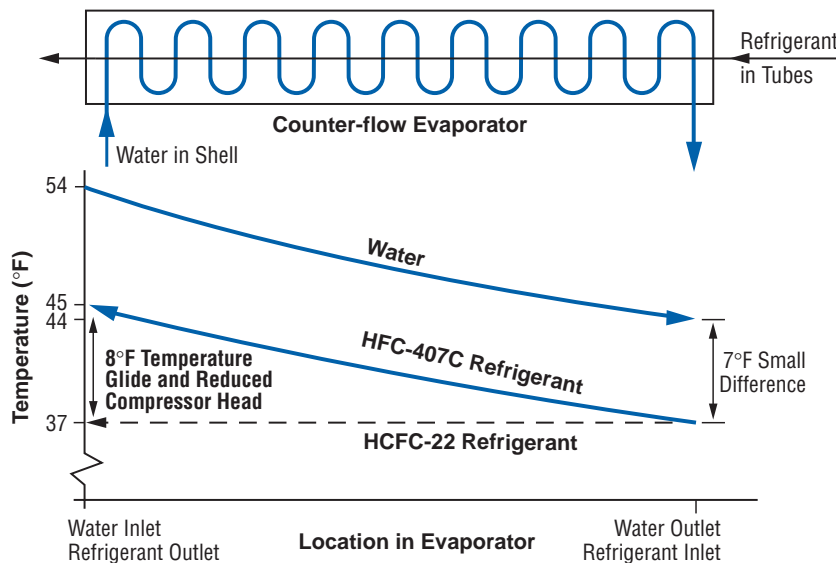 Refrigerant
in Tubes
Counter-flow Evaporator
Water in Shell
Temperature (°F)
54
45
44
37
Water
HFC-407C Refrigerant
8°F Temperature
Glide and Reduced
Compressor Head
7°F Small
Difference
HCFC-22 Refrigerant
Water Inlet
Refrigerant Outlet
Location in Evaporator
Water Outlet
Refrigerant Inlet